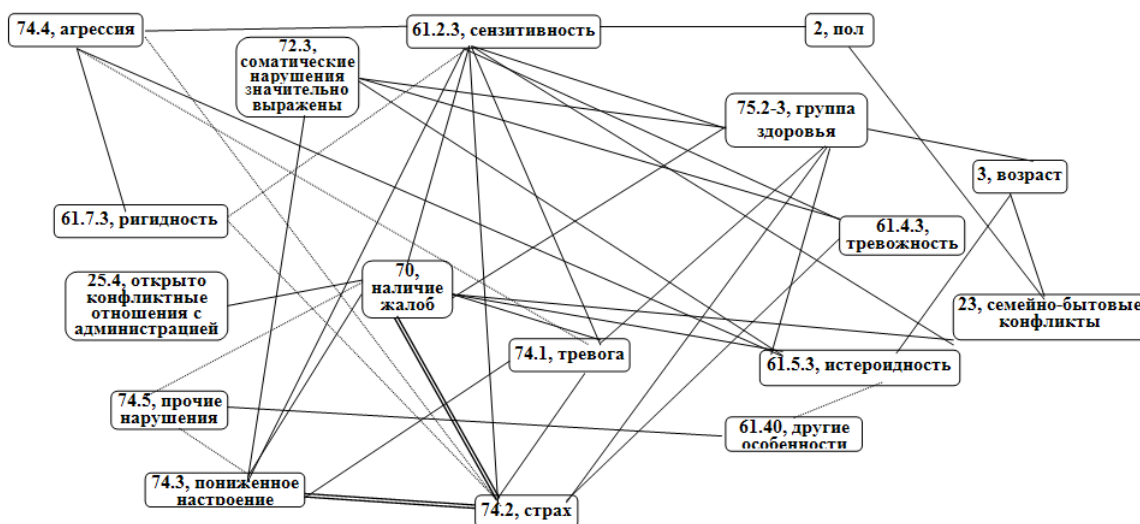 74.4, агрессия
61.2.3, сензитивность
2, пол
72.3,
соматические
нарушения
значительно
выражены
75.2-3, группа
здоровья
3, возраст
61.7.3, ригидность
61.4.3,
тревожность
70,
наличие
жалоб
25.4, открыто
конфликтные
отношения с
администрацией
23, семейно-бытовые
конфликты
74.1, тревога
61.5.3, истероидность
74.5, прочие
нарушения
61.40, другие
особенности
74.3, пониженное
настроение
74.2, страх